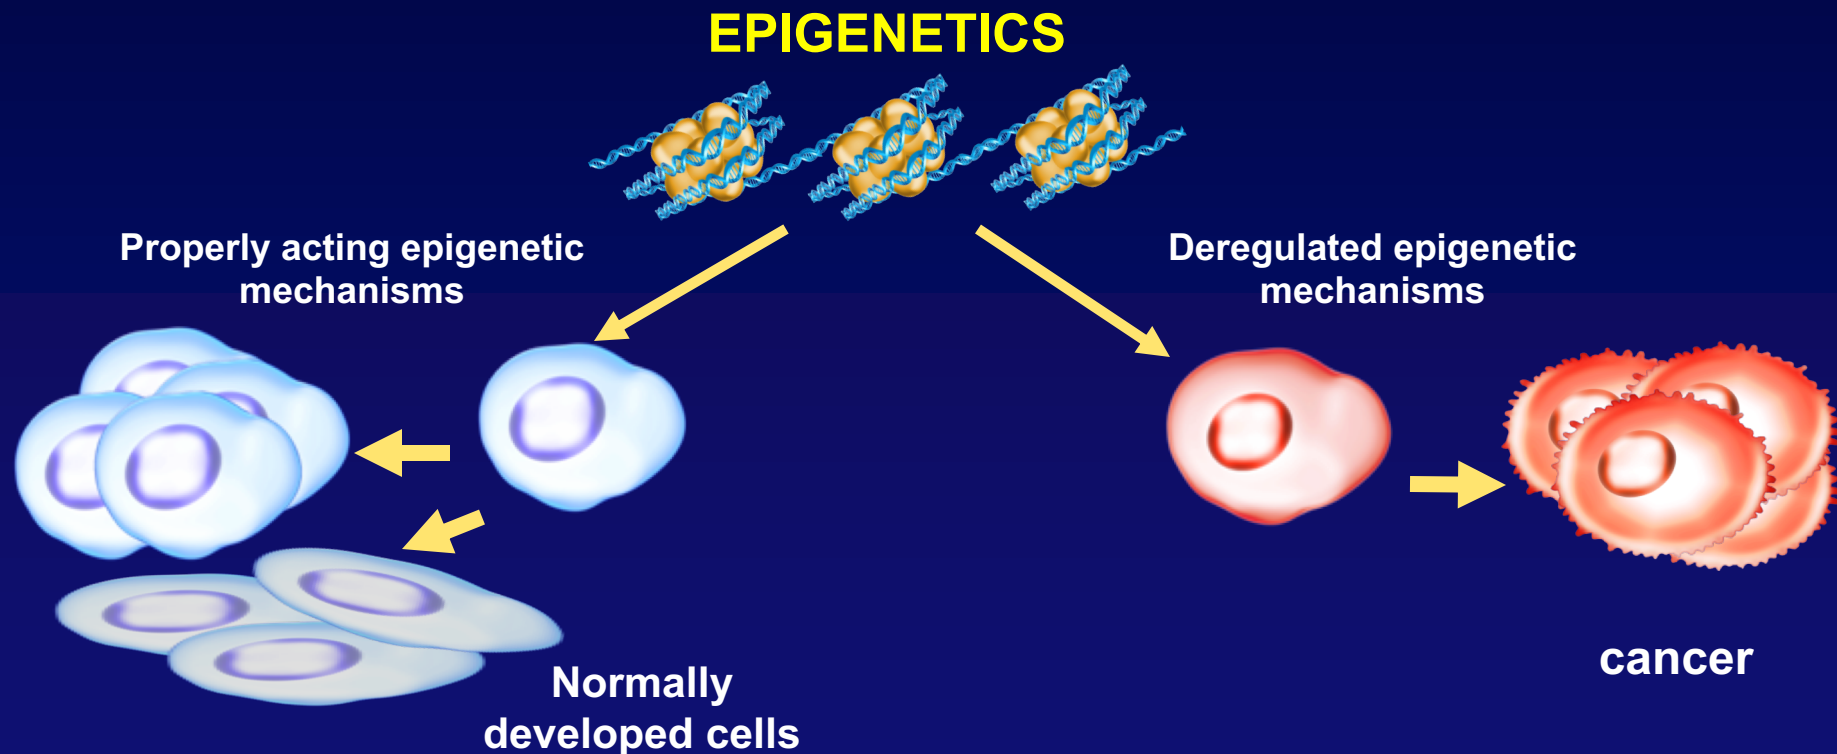 EPIGENETICS
Properly acting epigenetic
mechanisms
Deregulated epigenetic
mechanisms
cancer
Normally
developed cells